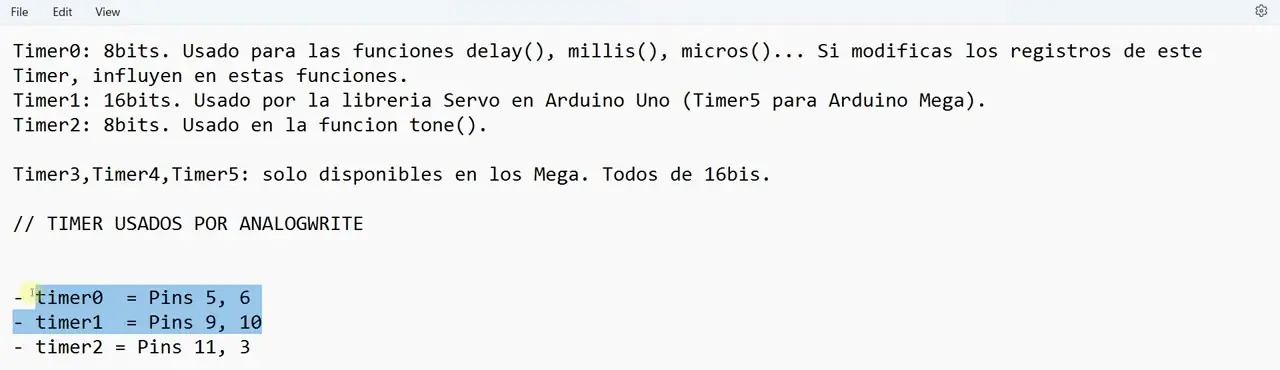 File Edit View
Timer0: 8bits. Usado para las funciones delay(), millis(), micros()... Si modificas los registros de este
Timer, influyen en estas funciones.
Timer1: 16bits. Usado por la libreria Servo en Arduino Uno (Timer5 para Arduino Mega).
Timer2: 8bits. Usado en la funcion tone().
Timer3,Timer4,Timer5: solo disponibles en los Mega. Todos de 16bis.
// TIMER USADOS POR ANALOGWRITE
- timer0  = Pins 5, 6
- timer1  = Pins 9, 10
- timer2 = Pins 11, 3